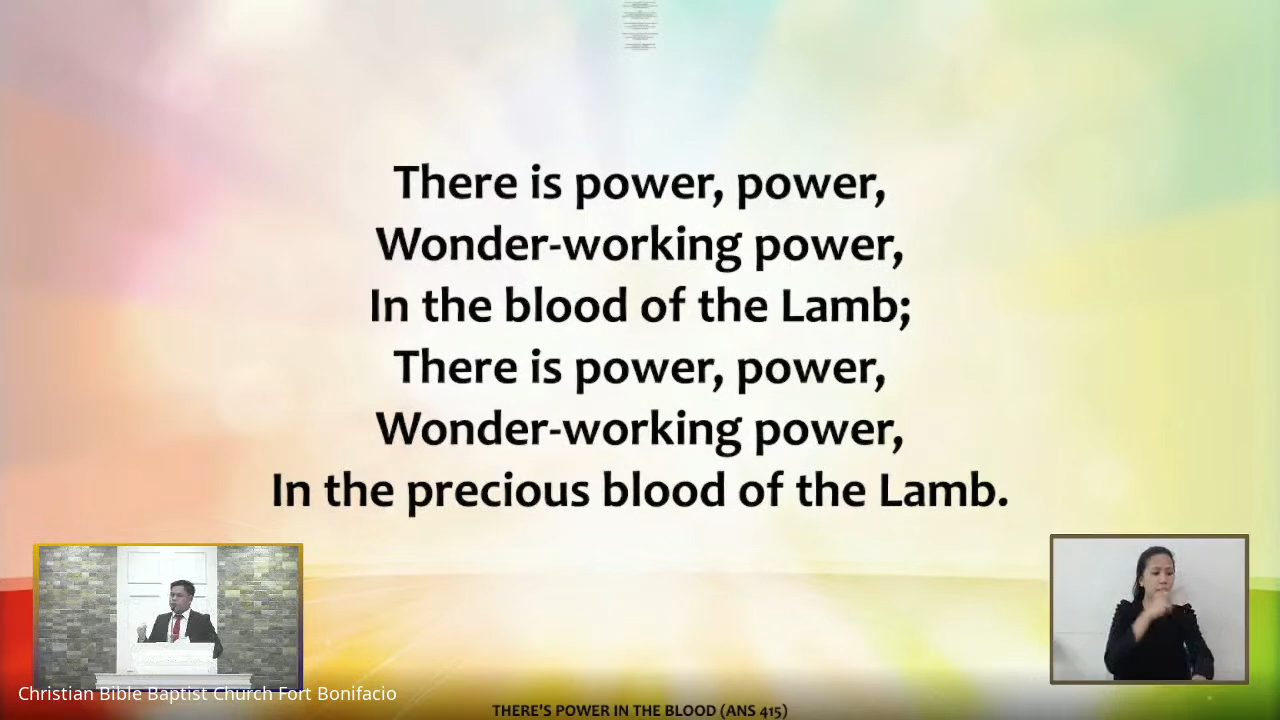 There is power, power,
Wonder-working power,
In the blood of the Lamb;
There is power, power,
Wonder-working power,
In the precious blood of the Lamb.
Christian Bible Baptist Church Fort Bonifacio
THERE'S POWER IN THE BLOOD (ANS 415)